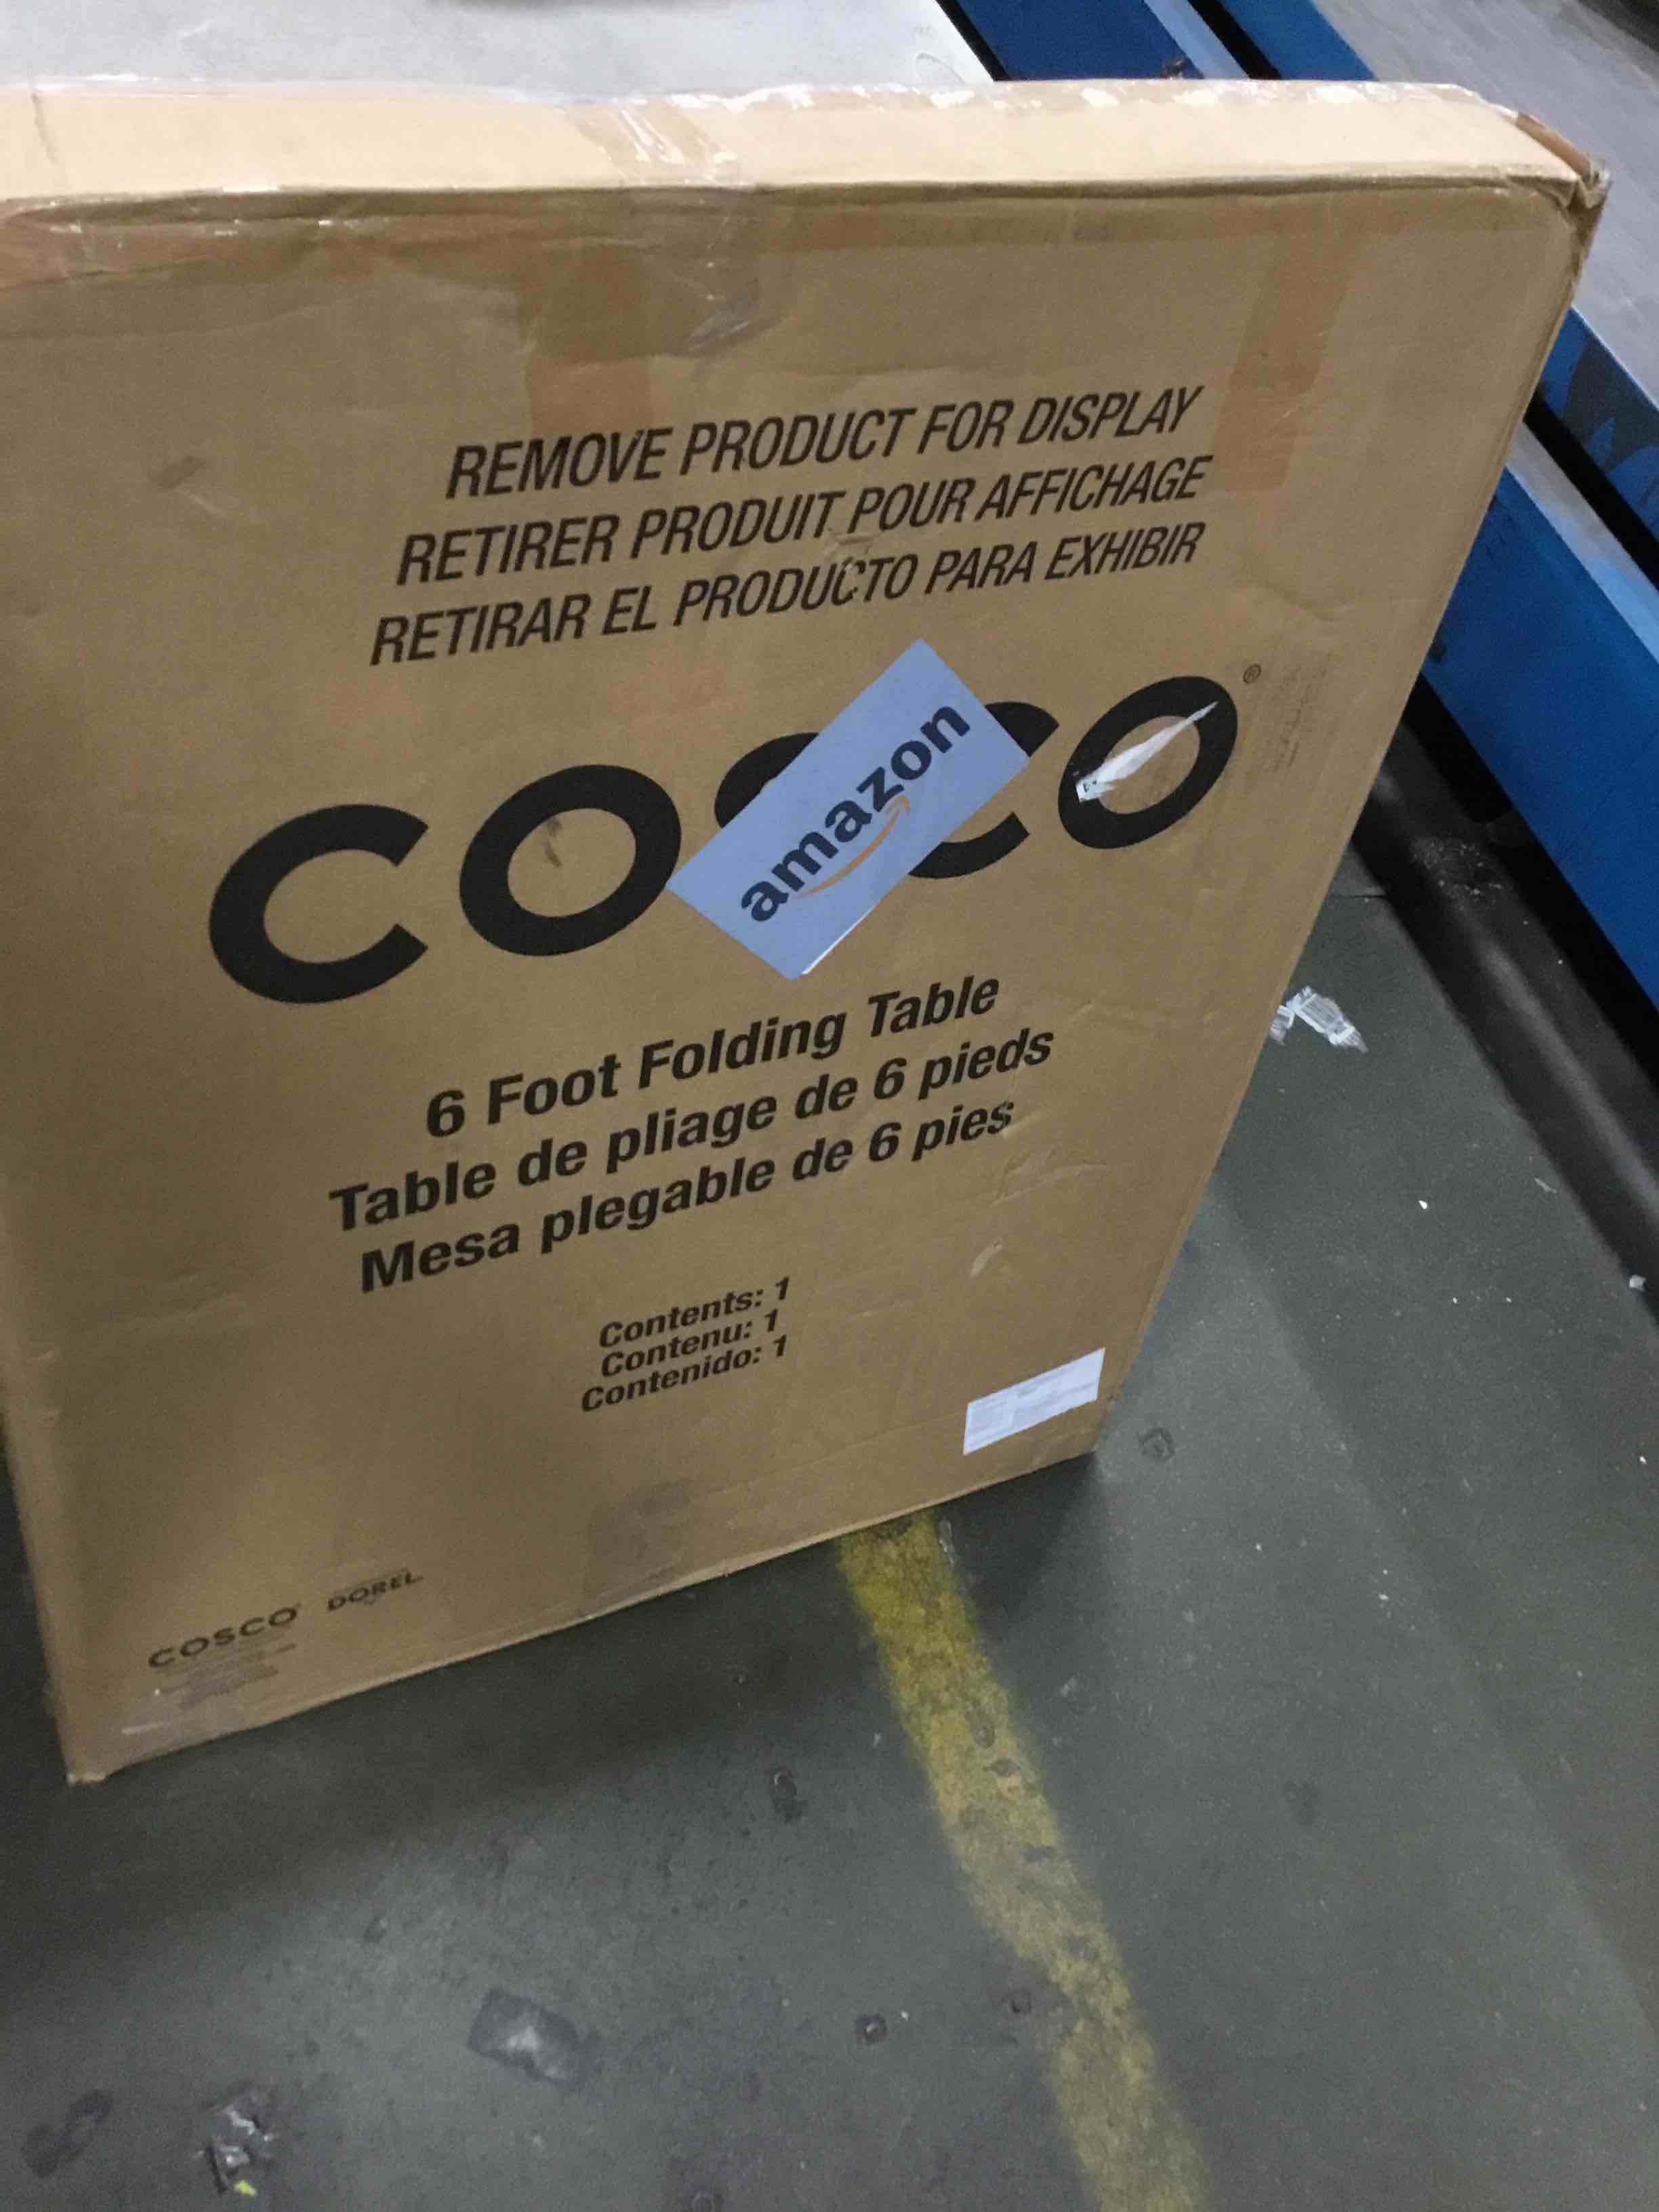 REMOVE PRODUCT FOR DISPLAY
RETIRER PRODUIT POUR AFFICHAGE
RETIRAR EL PRODUCTO PARA EXHIBIR
COSCO®
amazon
6 Foot Folding Table
Table de pliage de 6 pieds
Mesa plegable de 6 pies
Contents: 1
Contenu: 1
Contenido: 1
COSCO DOREL